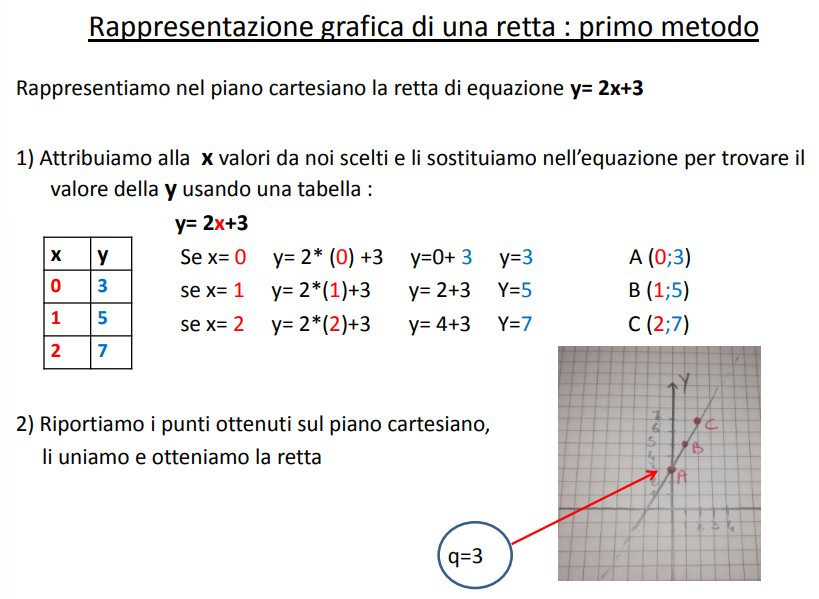 Rappresentazione grafica di una retta : primo metodo
Rappresentiamo nel piano cartesiano la retta di equazione y= 2x+3
1) Attribuiamo alla x valori da noi scelti e li sostituiamo nell’equazione per trovare il
valore della y usando una tabella :
y= 2x+3
x y
0 3
1 5
2 7
Se x= 0 y= 2* (0) +3 y=0+ 3 y=3 A (0;3)
se x= 1 y= 2*(1)+3 y= 2+3 Y=5 B (1;5)
se x= 2 y= 2*(2)+3 y= 4+3 Y=7 C (2;7)
2) Riportiamo i punti ottenuti sul piano cartesiano,
li uniamo e otteniamo la retta
Y
7
6
5
4
C
B
A
q=3